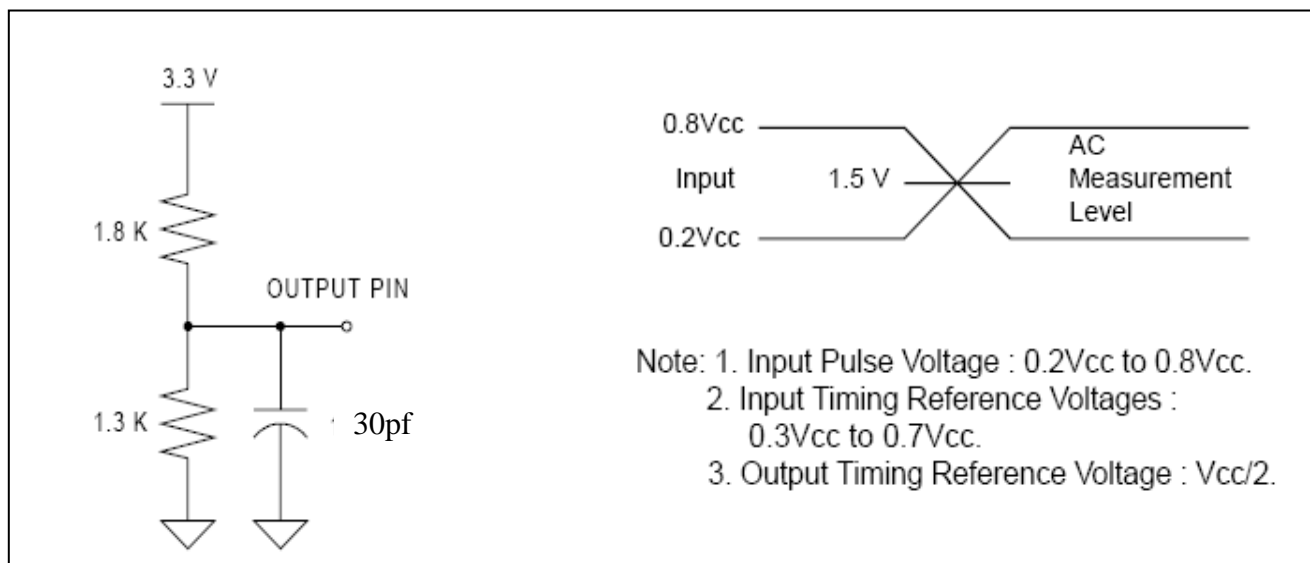 3.3 V
1.8 K
OUTPUT PIN
1.3 K
30pf
0.8Vcc
Input
1.5 V
0.2Vcc
AC
Measurement
Level
Note: 1. Input Pulse Voltage : 0.2Vcc to 0.8Vcc.
2. Input Timing Reference Voltages :
0.3Vcc to 0.7Vcc.
3. Output Timing Reference Voltage : Vcc/2.